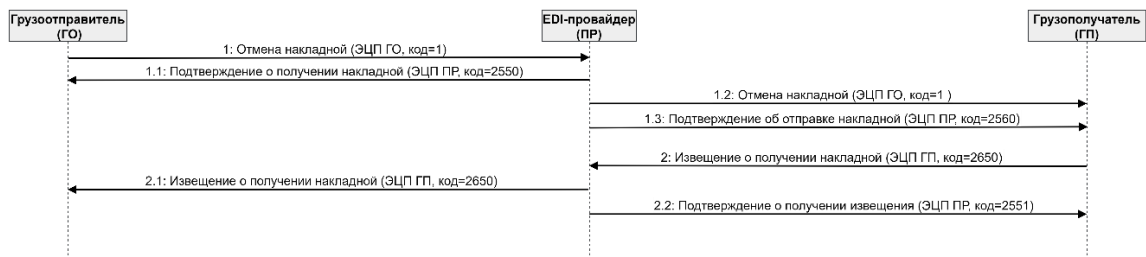 Грузоотправитель
(ГО)
EDI-провайдер
(ПР)
Грузополучатель
(ГП)
1: Отмена накладной (ЭЦП ГО, код=1)
1.1: Подтверждение о получении накладной (ЭЦП ПР, код=2550)
1.2: Отмена накладной (ЭЦП ГО, код=1 )
1.3: Подтверждение об отправке накладной (ЭЦП ПР, код=2560)
2: Извещение о получении накладной (ЭЦП ГП, код=2650)
2.1: Извещение о получении накладной (ЭЦП ГП, код=2650)
2.2: Подтверждение о получении извещения (ЭЦП ПР, код=2551)